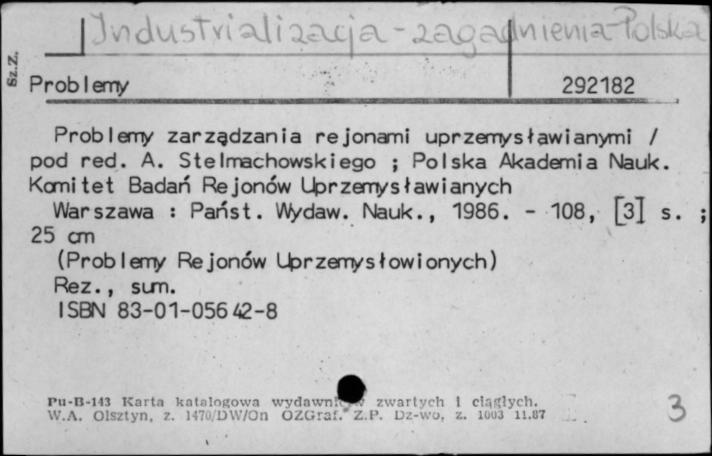 Industrializacja - zagadnienia - Polska
Sz.Z.
Problemy 292182
Problemy zarządzania rejonami uprzemysławianymi /
pod red. A. Stelmachowskiego ; Polska Akademia Nauk.
Komitet Badań Rejonów Uprzemysławianych
Warszawa : Państ. Wydaw. Nauk., 1986. - 108, [3] s. ;
25 cm
(Problemy Rejonów Uprzemysłowionych)
Rez., sum.
ISBN 83-01-05642-8
Pu-B-143 Karta katalogowa wydawnictw zwartych i ciągłych.
W.A. Olsztyn, z. 1470/DW/On OZGraf. Z.P. Dz-wo, z. 1003 11.87
3